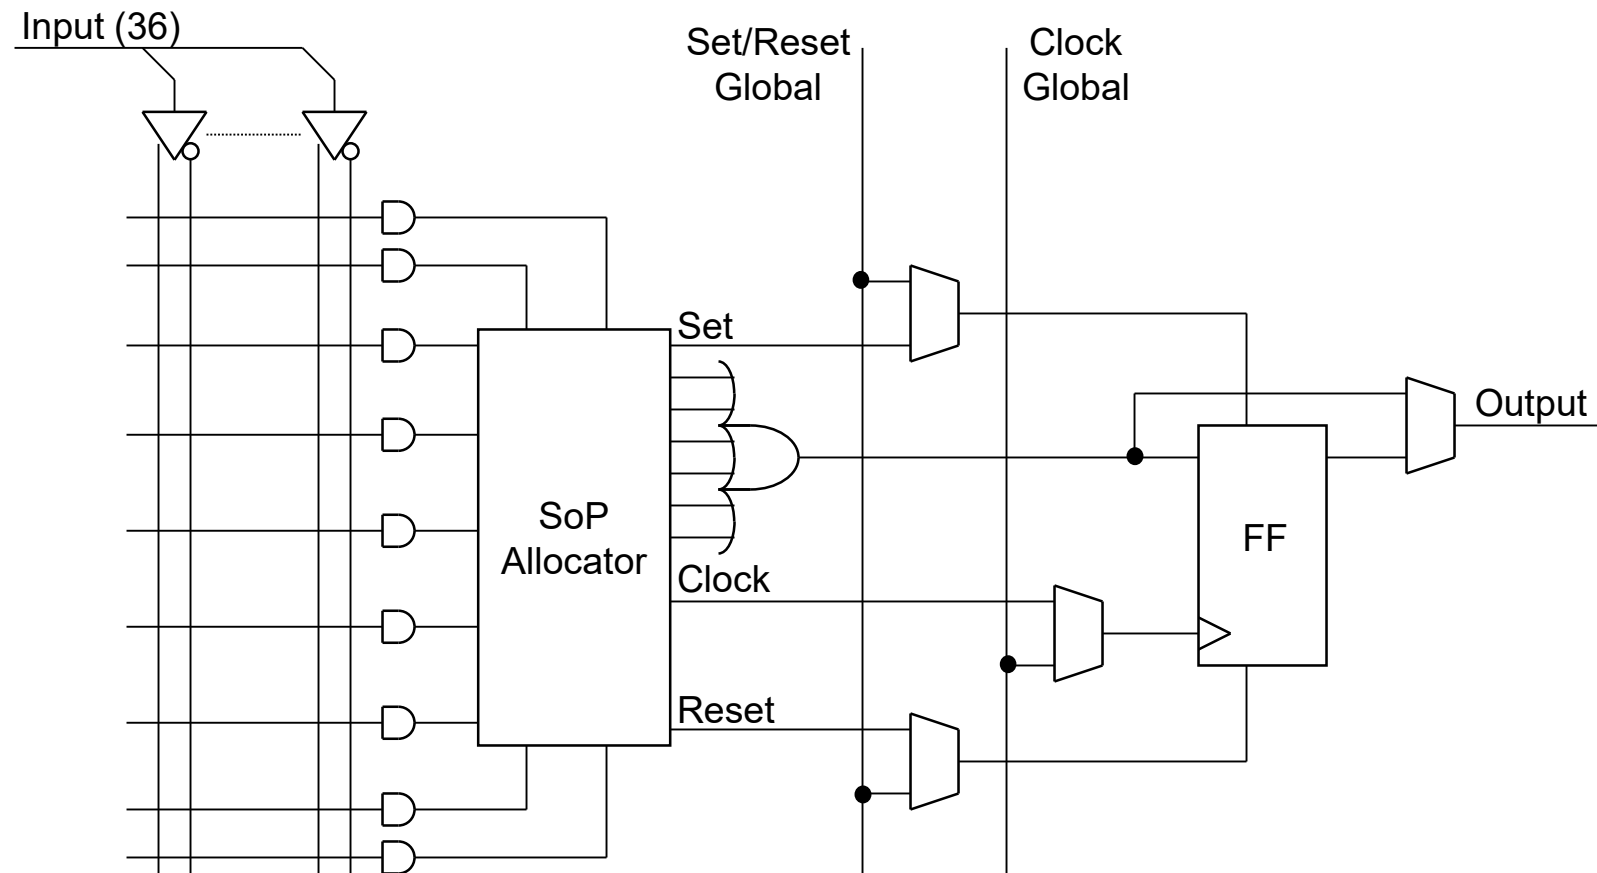 Input (36)
Set/Reset
Global
Clock
Global
Set
Output
SoP
Allocator
FF
Clock
Reset